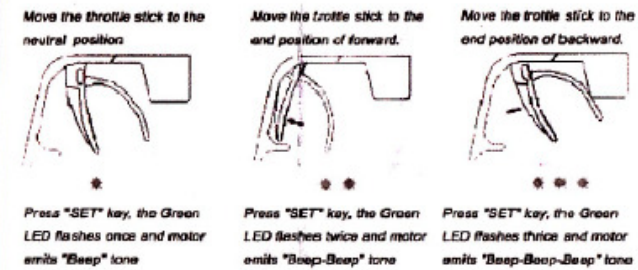 Move the throttle stick to the
neutral position
Move the trottle stick to the
end position of forward.
Move the trottle stick to the
end position of backward.
Press "SET" key, the Green
LED flashes once and motor
emits "Beep" tone
Press "SET" key, the Green
LED flashes twice and motor
emits "Beep-Beep" tone
Press "SET" key, the Green
LED flashes thrice and motor
emits "Beep-Beep-Beep" tone